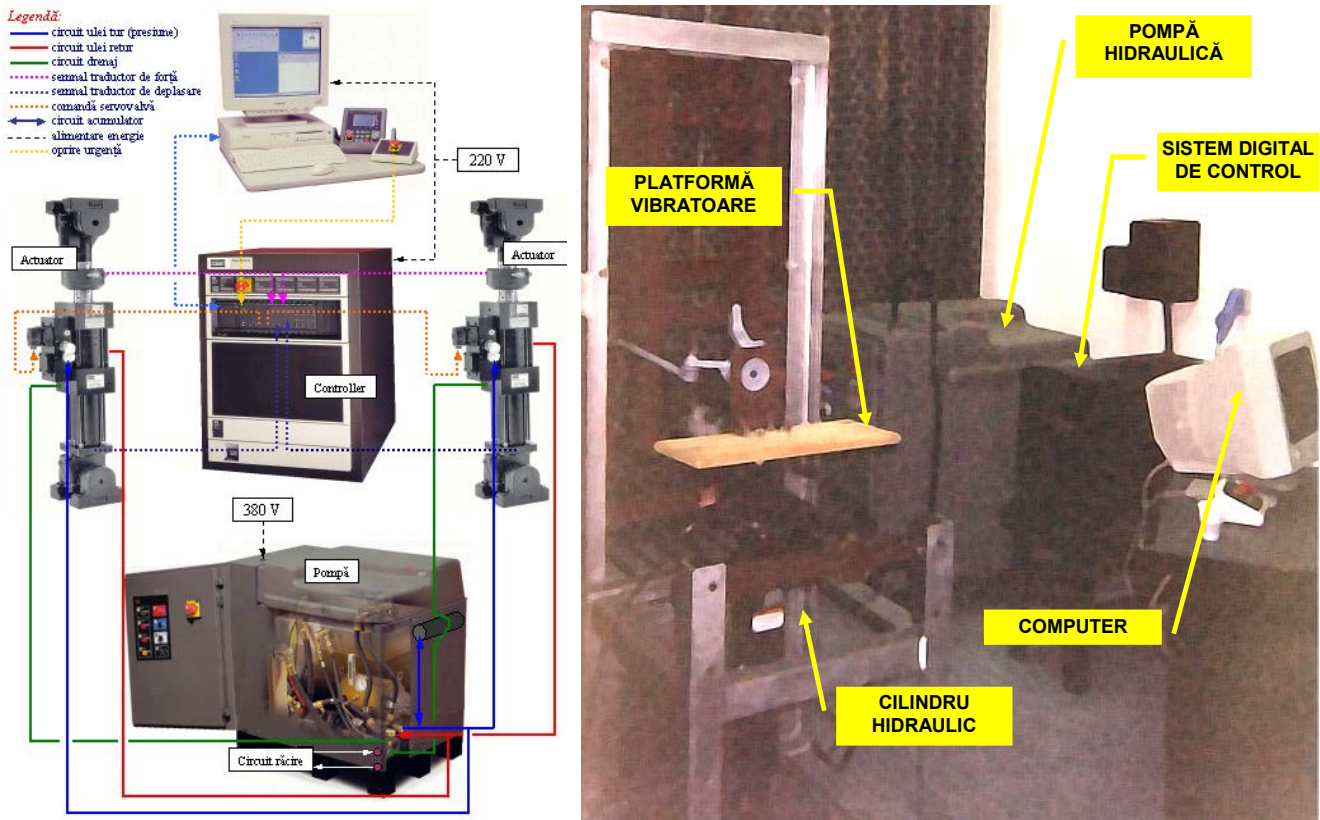 Legendă:
circuit ulei tur (presiune)
circuit ulei retur
circuit drenaj
semnal traductor de forţă
semnal traductor de deplasare
comandă servovalvă
circuit acumulator
alimentare energie
oprire urgenţă
220 V
Actuator
Actuator
Controller
380 V
Pompă
Circuit răcire
POMPĂ
HIDRAULICĂ
SISTEM DIGITAL
DE CONTROL
PLATFORMĂ
VIBRATOARE
COMPUTER
CILINDRU
HIDRAULIC